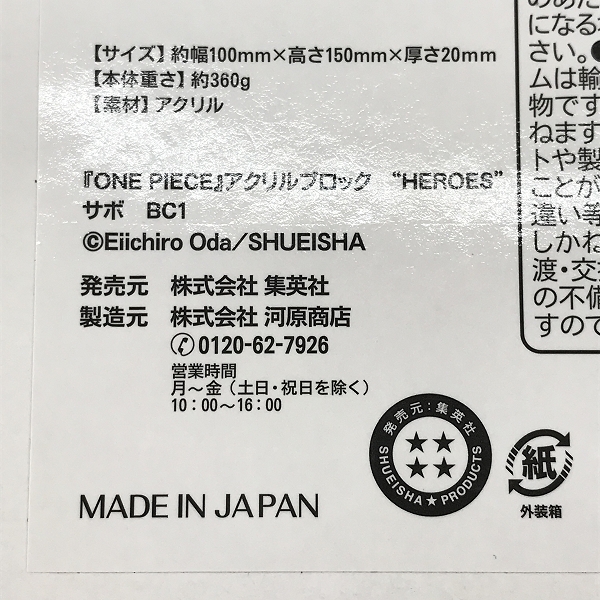 【サイズ】約幅100mm×高さ150mm×厚さ20mm
【本体重さ】約360g
【素材】アクリル
『ONE PIECE』アクリルブロック “HEROES”
サボ BC1
©Eiichiro Oda/SHUEISHA
発売元 株式会社 集英社
製造元 株式会社 河原商店
0120-62-7926
営業時間
月～金（土日・祝日を除く）
10：00～16：00
MADE IN JAPAN
発売元：集英社
SHUEISHA★PRODUCTS
紙
外装箱
になる
さい。●
ムは輸
物です
ねます
トや製
ことが
違い等
しかね
渡・交
の不備
すので